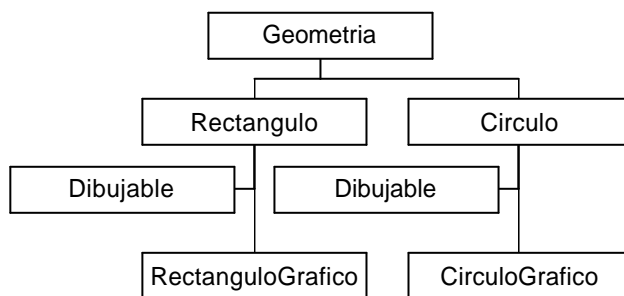 Geometria
Rectangulo
Circulo
Dibujable
Dibujable
RectanguloGrafico
CirculoGrafico